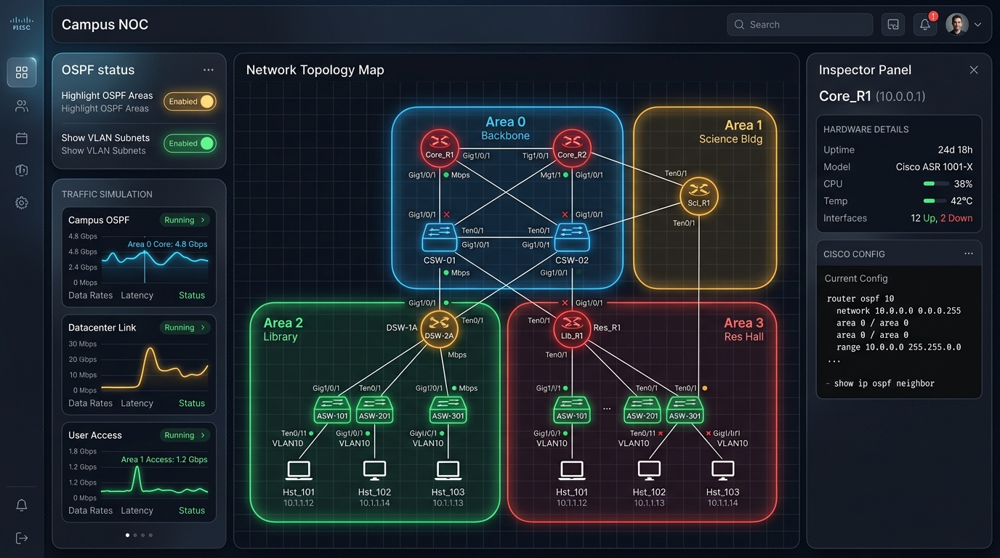 Campus NOC
Search
1
OSPF status
Highlight OSPF Areas
Highlight OSPF Areas
Enabled
Show VLAN Subnets
Show VLAN Subnets
Enabled
TRAFFIC SIMULATION
Campus OSPF
Running
4.8 Gbps
Area 0 Core: 4.8 Gbps
4.8 Gbps
2.4 Gbps
0 Mbps
Data Rates Latency Status
Datacenter Link
Running
30 Mbps
20 Gbps
10 Mbps
0 Mbps
Data Rates Latency Status
User Access
Running
1.8 Gbps
Area 1 Access: 1.2 Gbps
1.2 Gbps
1.2 Gbps
0 Mbps
Data Rates Latency Status
Network Topology Map
Area 0
Backbone
Core_R1
Gig1/0/1
Tig1/0/1
Core_R2
Gig1/0/1 Mbps
Mg1/1 Gig1/0/1
Gig1/0/1
Gig1/0/1
Ten0/1
Ten0/1
Gig1/0/1
Gig1/0/1
CSW-01
CSW-02
Mbps
Gig1/0/1
Area 1
Science Bldg
Ten0/1
Scl_R1
Ten0/1
Area 2
Library
Gig1/0/1
Ten0/1
DSW-1A
DSW-2A
Mbps
Gig1/0/1
Ten0/1
Mbps
ASW-101
ASW-201
ASW-301
Ten0/11
VLAN1D
Gig1/0/1
VLAN10
VLAN10
Hst_101
10.1.1.12
Hst_102
10.1.1.14
Hst_103
10.1.1.13
Area 3
Res Hall
Gig1/0/1
Ten0/1
LIb_R1
Res_R1
Ten0/1
Ten0/1
Ten0/1
ASW-101
...
ASW-201
ASW-301
Gig1/0/1
VLAN10
Ten0/11
VLAN10
VLAN10
Hst_101
10.1.1.12
Hst_102
10.1.1.13
Hst_103
10.1.1.14
Inspector Panel
Core_R1 (10.0.0.1)
HARDWARE DETAILS
Uptime 24d 18h
Model Cisco ASR 1001-X
CPU 38%
Temp 42°C
Interfaces 12 Up, 2 Down
CISCO CONFIG
Current Config
router ospf 10
network 10.0.0.0 0.0.0.255
area 0 / area 0
area 0 / area 0
range 10.0.0.0 255.255.0.0
...
- show ip ospf neighbor